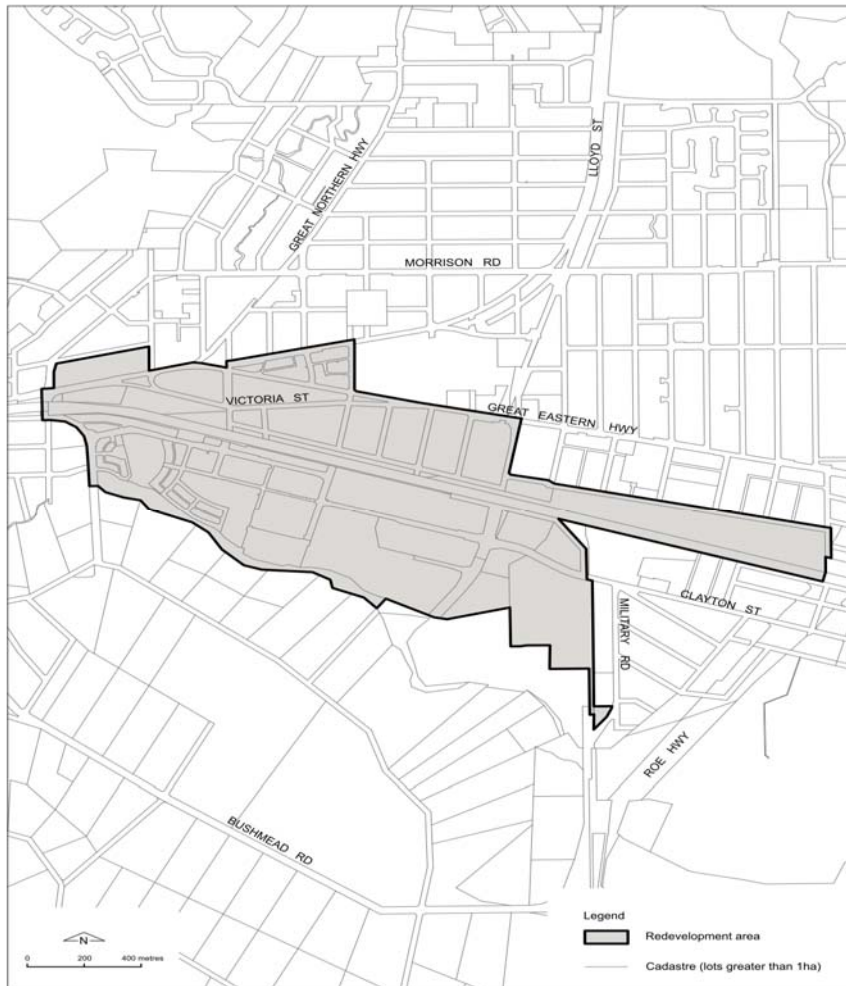 LLOYD ST
GREAT NORTHERN HWY
MORRISON RD
VICTORIA ST
GREAT EASTERN HWY
CLAYTON ST
MILITARY RD
ROE HWY
BUSHMEAD RD
N
0 200 400 metres
Legend
Redevelopment area
Cadastre (lots greater than 1ha)